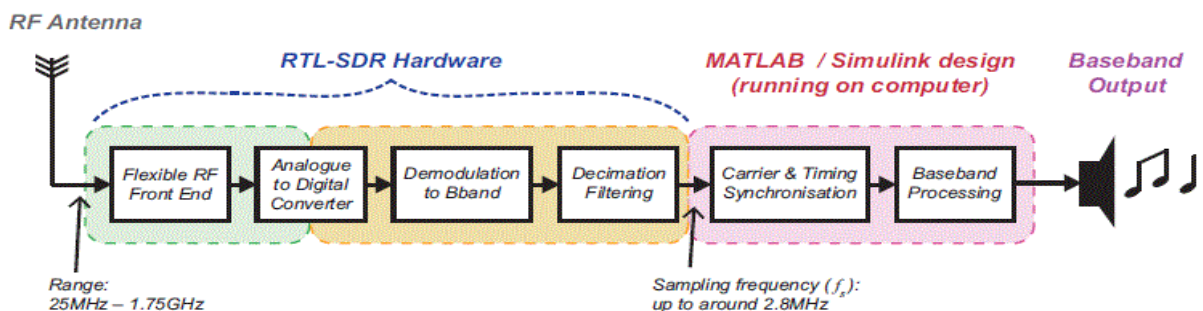 RF Antenna
RTL-SDR Hardware
MATLAB / Simulink design
(running on computer)
Baseband
Output
Flexible RF
Front End
Analogue
to Digital
Converter
Demodulation
to Bband
Decimation
Filtering
Carrier & Timing
Synchronisation
Baseband
Processing
Range:
25MHz – 1.75GHz
Sampling frequency (fs):
up to around 2.8MHz